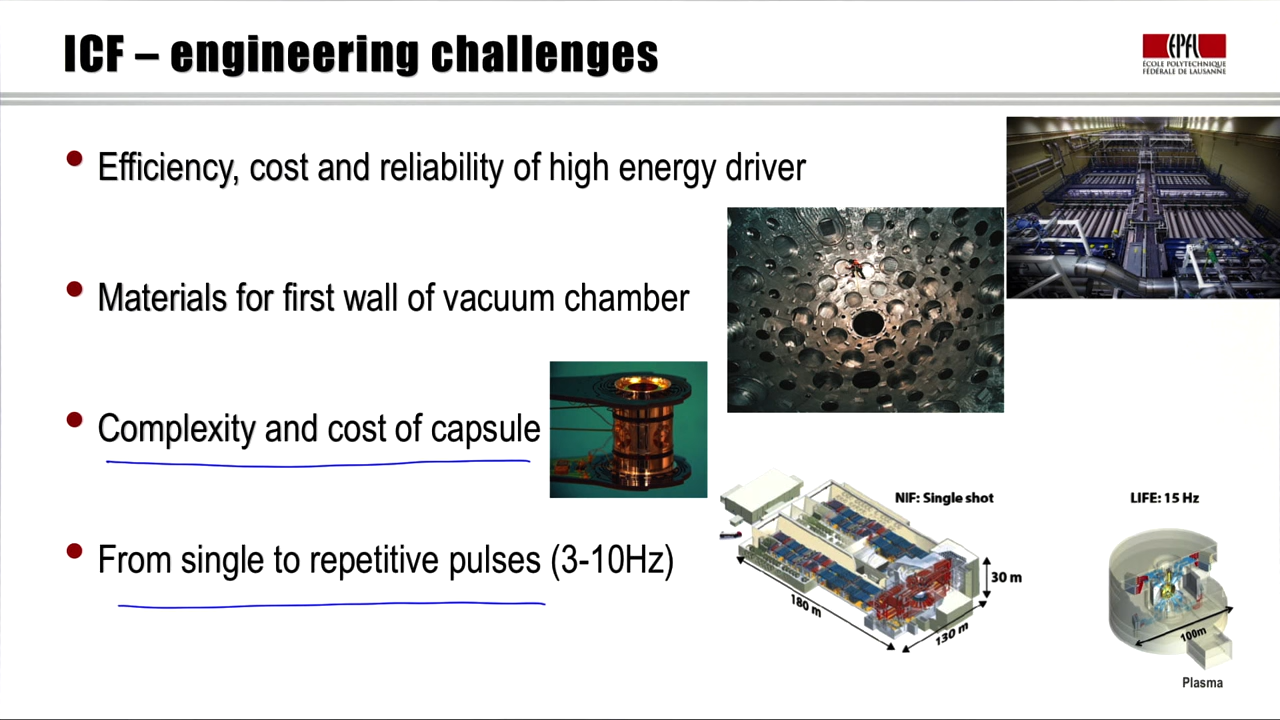 ICF – engineering challenges
EPFL
ÉCOLE POLYTECHNIQUE
FÉDÉRALE DE LAUSANNE
• Efficiency, cost and reliability of high energy driver
• Materials for first wall of vacuum chamber
• Complexity and cost of capsule
• From single to repetitive pulses (3-10Hz)
NIF: Single shot
30 m
180 m
130 m
LIFE: 15 Hz
100m
Plasma